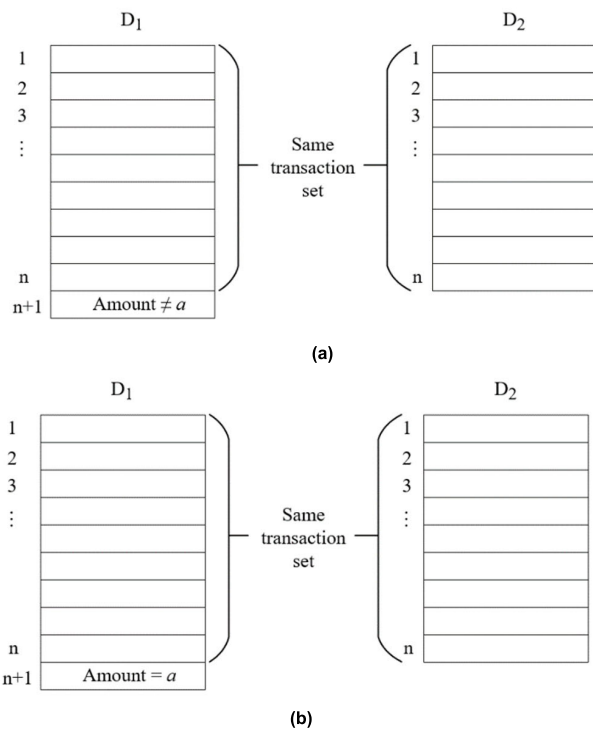 D1 D2
1 1
2 2
3 3
⋮ ⋮
Same
transaction
set
n n
n+1 Amount ≠ a
(a)
D1 D2
1 1
2 2
3 3
⋮ ⋮
Same
transaction
set
n n
n+1 Amount = a
(b)